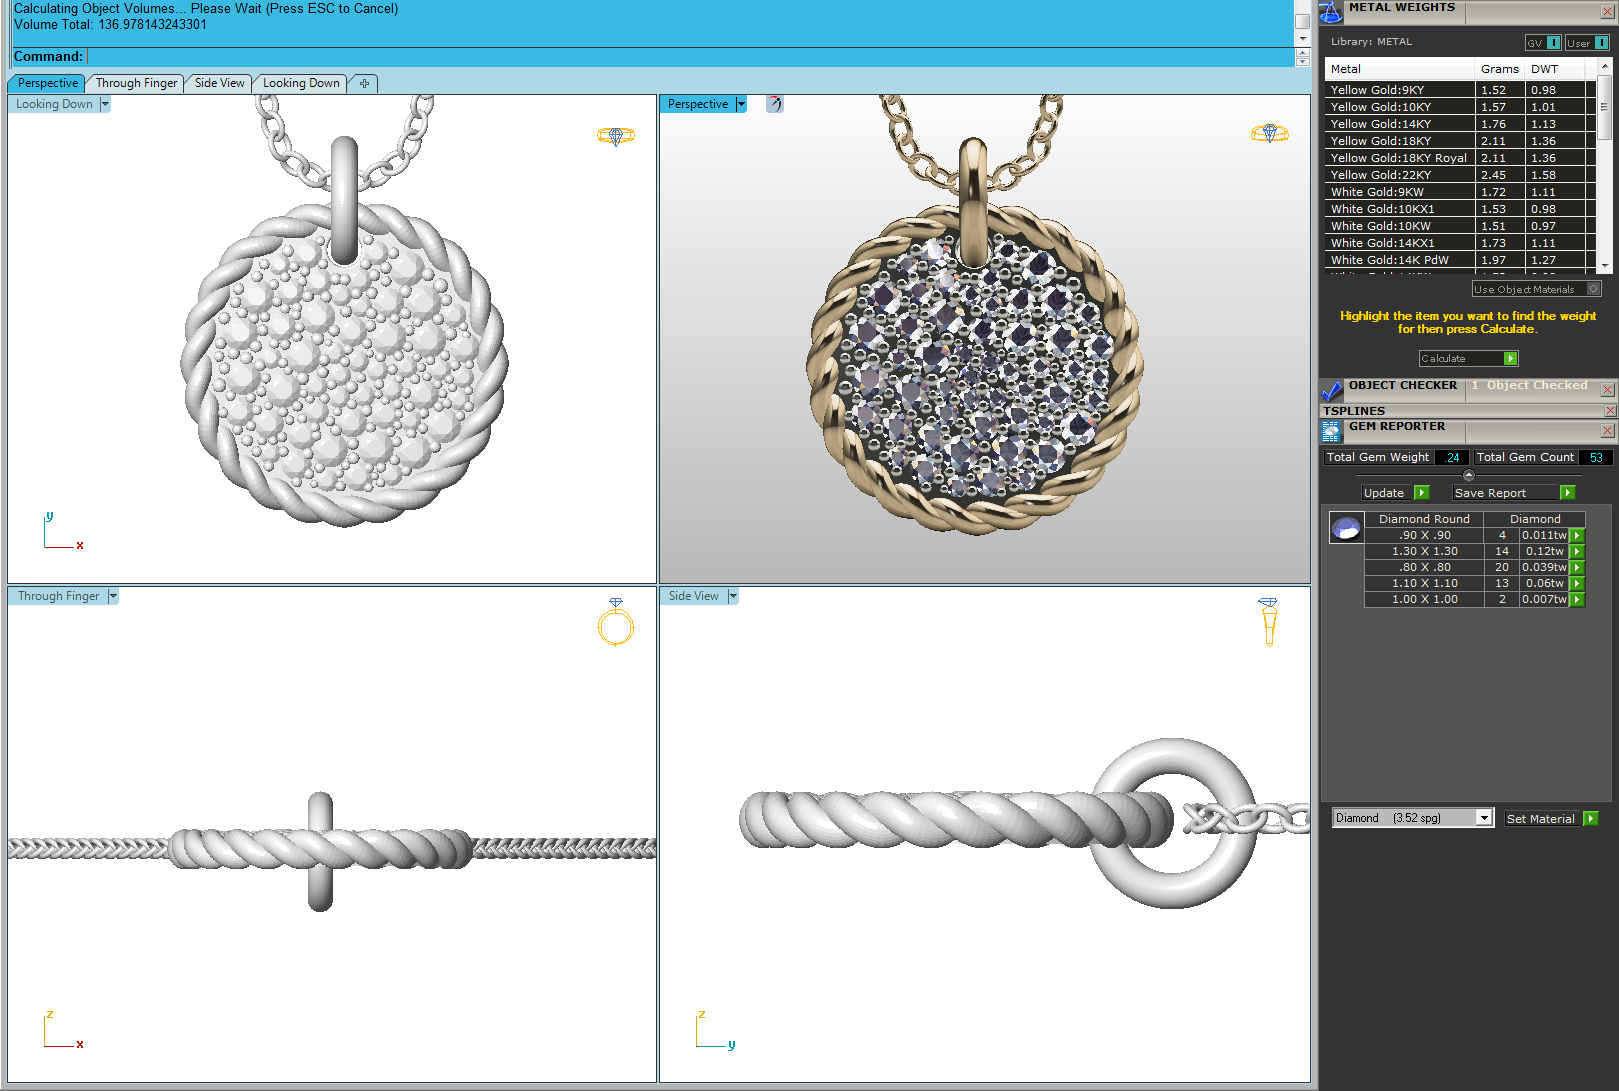 Calculating Object Volumes... Please Wait (Press ESC to Cancel)
Volume Total: 136.978143243301
Command:
Perspective Through Finger Side View Looking Down
Looking Down
Perspective
Through Finger
Side View
y
x
z
x
z
y
METAL WEIGHTS
Library: METAL GV User
Metal Grams DWT
Yellow Gold:9KY 1.52 0.98
Yellow Gold:10KY 1.57 1.01
Yellow Gold:14KY 1.76 1.13
Yellow Gold:18KY 2.11 1.36
Yellow Gold:18KY Royal 2.11 1.36
Yellow Gold:22KY 2.45 1.58
White Gold:9KW 1.72 1.11
White Gold:10KX1 1.53 0.98
White Gold:10KW 1.51 0.97
White Gold:14KX1 1.73 1.11
White Gold:14K PdW 1.97 1.27
Use Object Materials
Highlight the item you want to find the weight
for then press Calculate.
Calculate
OBJECT CHECKER 1 Object Checked
TSPLINES
GEM REPORTER
Total Gem Weight .24 Total Gem Count 53
Update Save Report
Diamond Round Diamond
.90 X .90 4 0.011tw
1.30 X 1.30 14 0.12tw
.80 X .80 20 0.039tw
1.10 X 1.10 13 0.06tw
1.00 X 1.00 2 0.007tw
Diamond (3.52 spg) Set Material